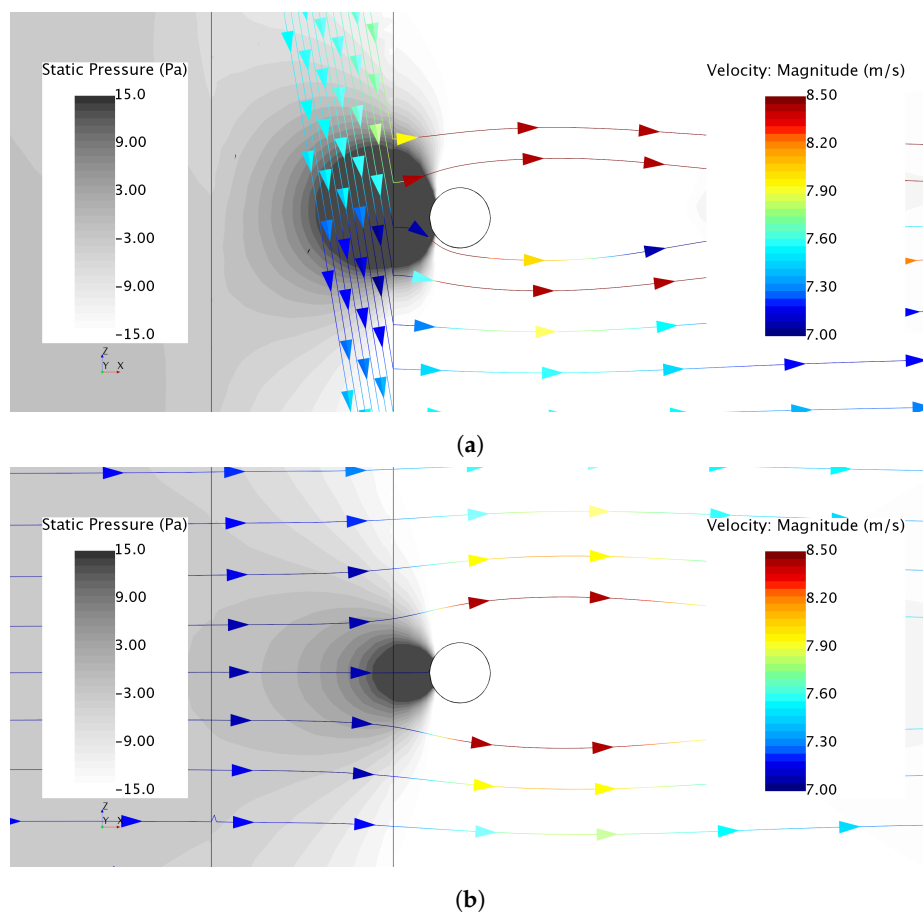 Static Pressure (Pa)
15.0
9.00
3.00
-3.00
-9.00
-15.0
Z
Y X
Velocity: Magnitude (m/s)
8.50
8.20
7.90
7.60
7.30
7.00
(a)
Static Pressure (Pa)
15.0
9.00
3.00
-3.00
-9.00
-15.0
Z
Y X
Velocity: Magnitude (m/s)
8.50
8.20
7.90
7.60
7.30
7.00
(b)